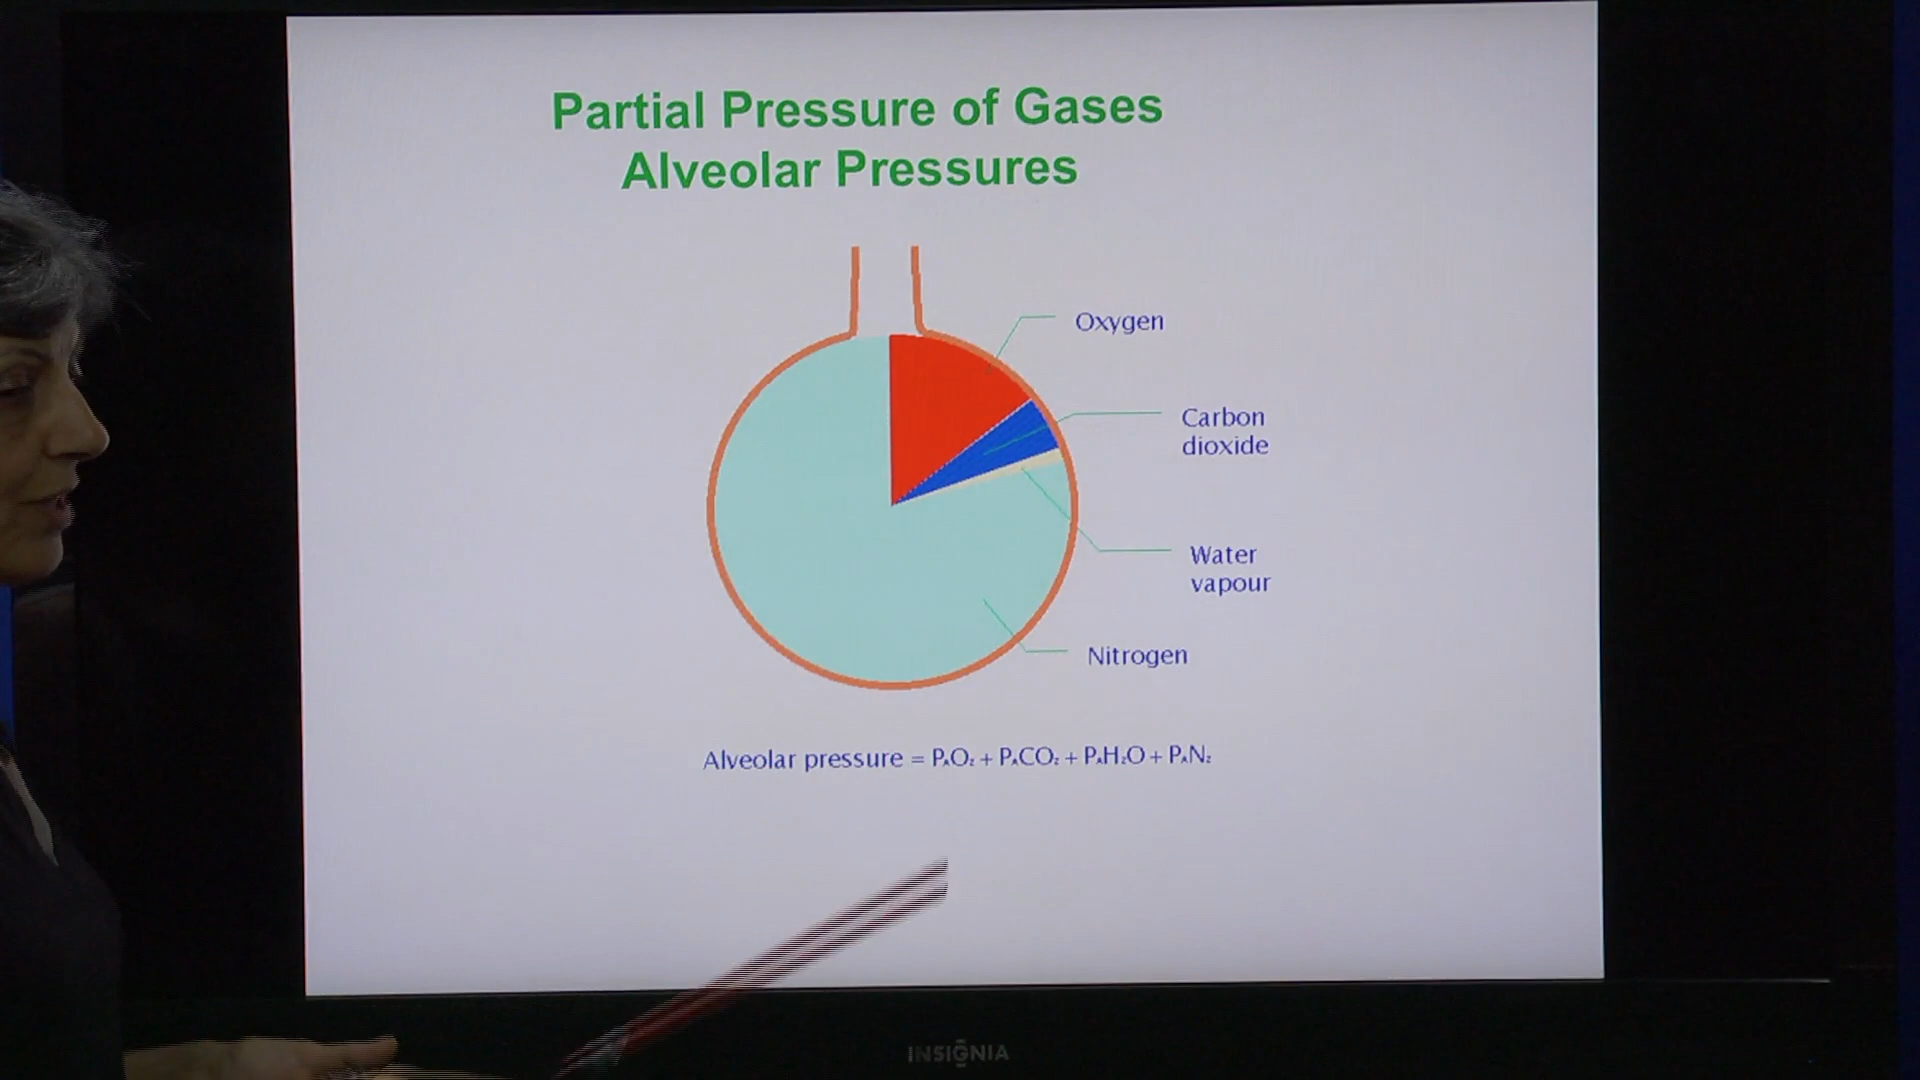 Partial Pressure of Gases
Alveolar Pressures
Oxygen
Carbon
dioxide
Water
vapour
Nitrogen
Alveolar pressure = PAO₂ + PACO₂ + PAH₂O + PAN₂
INSIGNIA